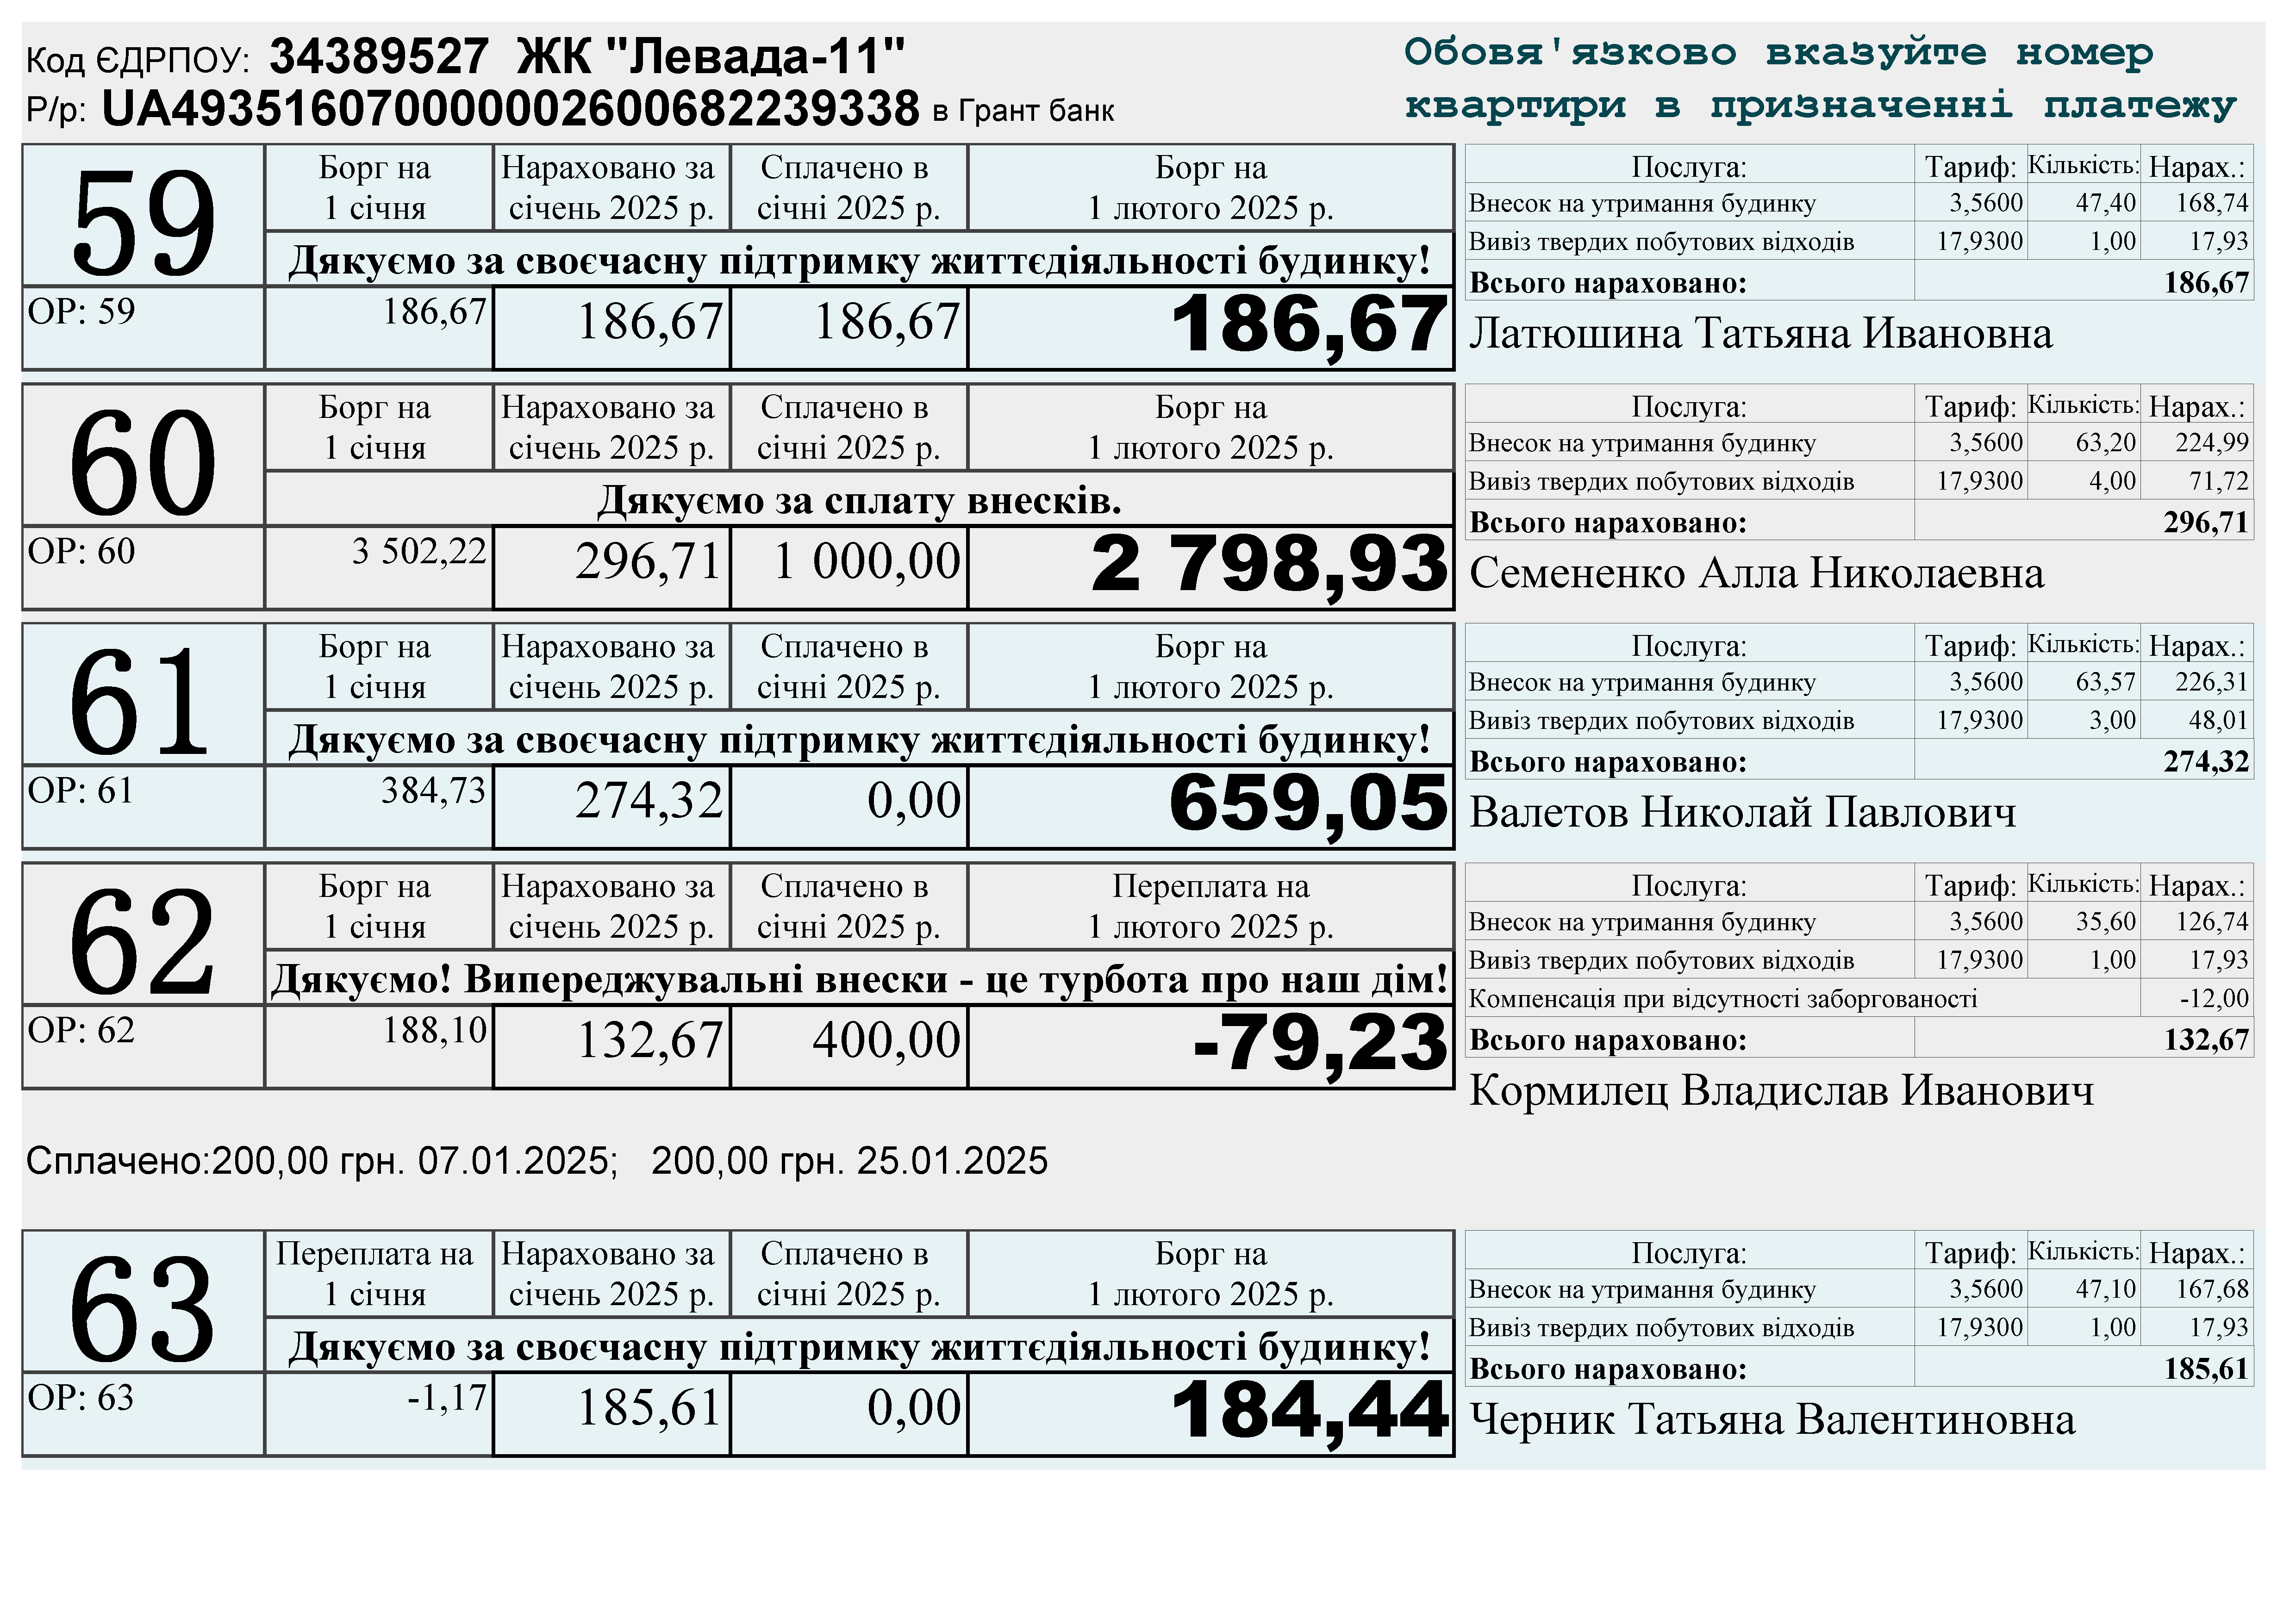 Код ЄДРПОУ: 34389527 ЖК "Левада-11"
Р/р: UA493516070000002600682239338 в Грант банк
Обовя'язково вказуйте номер
квартири в призначенні платежу
59
Борг на
1 січня
Нараховано за
січень 2025 р.
Сплачено в
січні 2025 р.
Борг на
1 лютого 2025 р.
Дякуємо за своєчасну підтримку життєдіяльності будинку!
ОР: 59 186,67 186,67 186,67 186,67
Послуга: Тариф: Кількість: Нарах.:
Внесок на утримання будинку 3,5600 47,40 168,74
Вивіз твердих побутових відходів 17,9300 1,00 17,93
Всього нараховано: 186,67
Латюшина Татьяна Ивановна
60
Борг на
1 січня
Нараховано за
січень 2025 р.
Сплачено в
січні 2025 р.
Борг на
1 лютого 2025 р.
Дякуємо за сплату внесків.
ОР: 60 3 502,22 296,71 1 000,00 2 798,93
Послуга: Тариф: Кількість: Нарах.:
Внесок на утримання будинку 3,5600 63,20 224,99
Вивіз твердих побутових відходів 17,9300 4,00 71,72
Всього нараховано: 296,71
Семененко Алла Николаевна
61
Борг на
1 січня
Нараховано за
січень 2025 р.
Сплачено в
січні 2025 р.
Борг на
1 лютого 2025 р.
Дякуємо за своєчасну підтримку життєдіяльності будинку!
ОР: 61 384,73 274,32 0,00 659,05
Послуга: Тариф: Кількість: Нарах.:
Внесок на утримання будинку 3,5600 63,57 226,31
Вивіз твердих побутових відходів 17,9300 3,00 48,01
Всього нараховано: 274,32
Валетов Николай Павлович
62
Борг на
1 січня
Нараховано за
січень 2025 р.
Сплачено в
січні 2025 р.
Переплата на
1 лютого 2025 р.
Дякуємо! Випереджувальні внески - це турбота про наш дім!
ОР: 62 188,10 132,67 400,00 -79,23
Послуга: Тариф: Кількість: Нарах.:
Внесок на утримання будинку 3,5600 35,60 126,74
Вивіз твердих побутових відходів 17,9300 1,00 17,93
Компенсація при відсутності заборгованості -12,00
Всього нараховано: 132,67
Кормилец Владислав Иванович
Сплачено:200,00 грн. 07.01.2025; 200,00 грн. 25.01.2025
63
Переплата на
1 січня
Нараховано за
січень 2025 р.
Сплачено в
січні 2025 р.
Борг на
1 лютого 2025 р.
Дякуємо за своєчасну підтримку життєдіяльності будинку!
ОР: 63 -1,17 185,61 0,00 184,44
Послуга: Тариф: Кількість: Нарах.:
Внесок на утримання будинку 3,5600 47,10 167,68
Вивіз твердих побутових відходів 17,9300 1,00 17,93
Всього нараховано: 185,61
Черник Татьяна Валентиновна